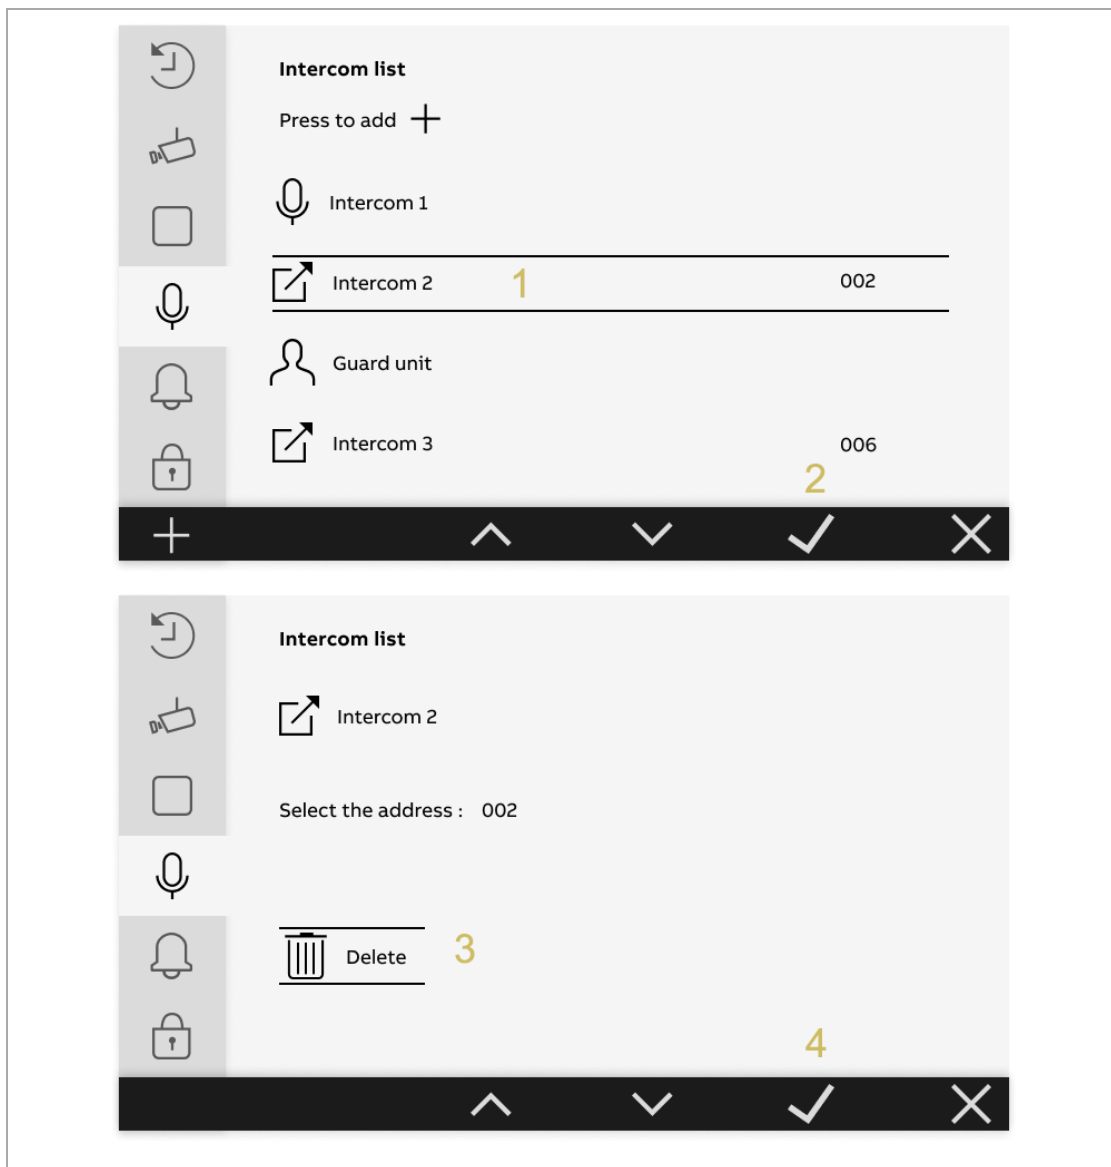 Intercom list
Press to add
Intercom 1
Intercom 2 1 002
Guard unit
Intercom 3 006
2
Intercom list
Intercom 2
Select the address : 002
Delete 3
4